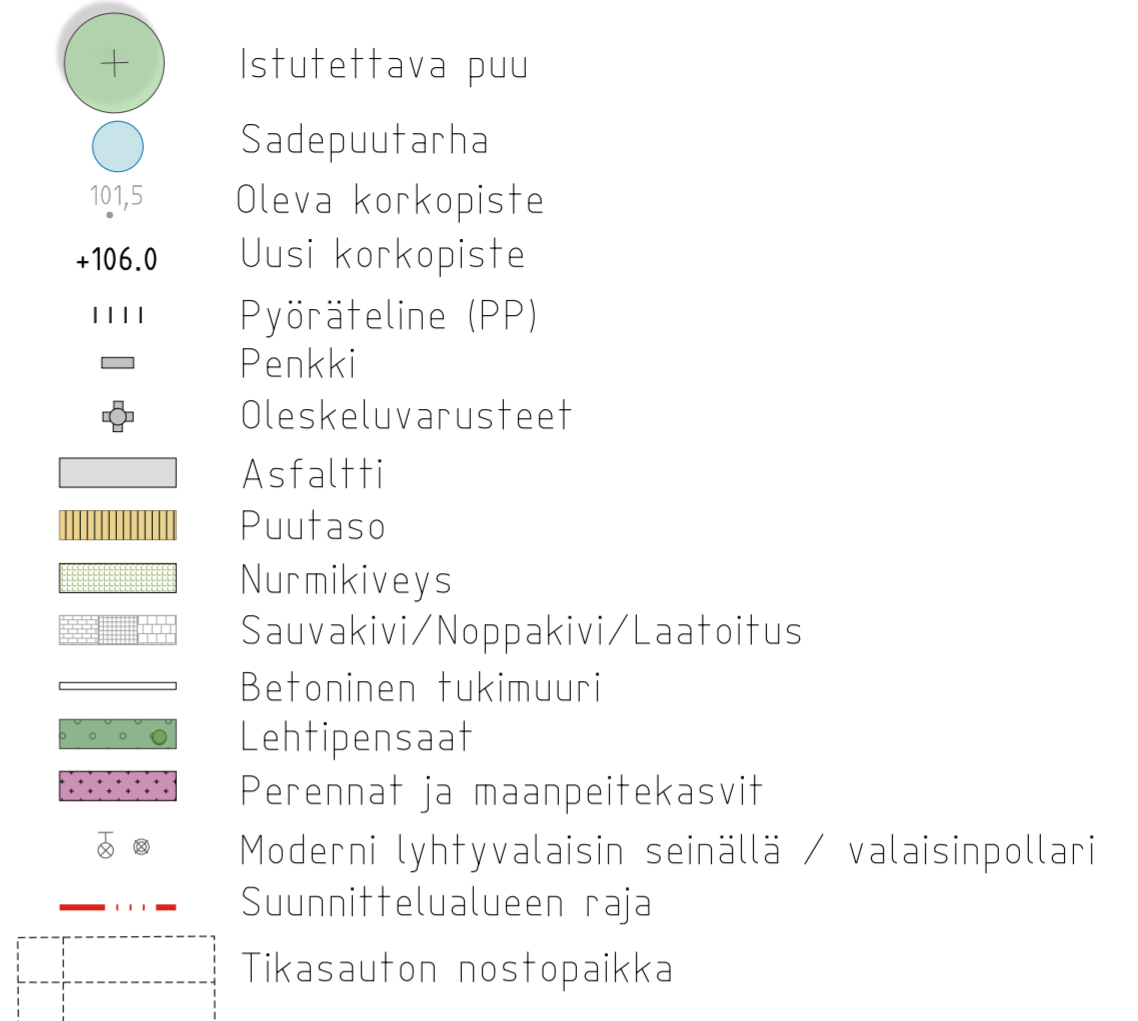 Istutettava puu
Sadepuutarha
101,5 Oleva korkopiste
+106.0 Uusi korkopiste
Pyöräteline (PP)
Penkki
Oleskeluvarusteet
Asfaltti
Puutaso
Nurmikiveys
Sauvakivi/Noppakivi/Laatoitus
Betoninen tukimuuri
Lehtipensaat
Perennat ja maanpeitekasvit
Moderni lyhtyvalaisin seinällä / valaisinpollari
Suunnittelualueen raja
Tikasauton nostopaikka